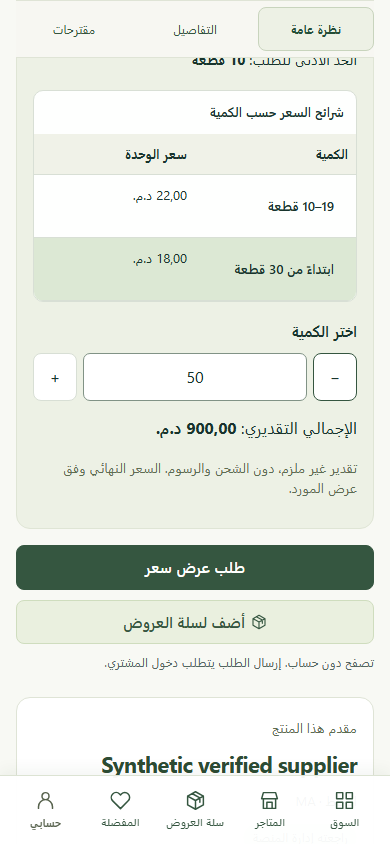 نظرة عامة
التفاصيل
مقترحات
الحد الأدنى للطلب: 10 قطعة
شرائح السعر حسب الكمية
الكمية سعر الوحدة
10–19 قطعة 22,00 د.م.
ابتداءً من 30 قطعة 18,00 د.م.
اختر الكمية
− 50 +
الإجمالي التقديري: 900,00 د.م.
تقدير غير ملزم، دون الشحن والرسوم. السعر النهائي وفق
عرض المورد.
طلب عرض سعر
أضف لسلة العروض
تصفح دون حساب. إرسال الطلب يتطلب دخول المشتري.
مقدم هذا المنتج
Synthetic verified supplier
السوق
المتاجر
سلة العروض
المفضلة
حسابي